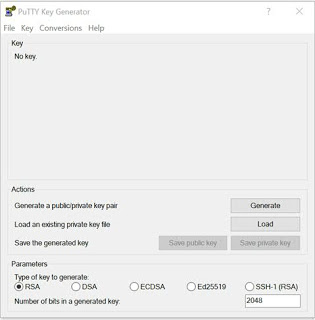 PuTTY Key Generator
?
File Key Conversions Help
Key
No key.
Actions
Generate a public/private key pair Generate
Load an existing private key file Load
Save the generated key Save public key Save private key
Parameters
Type of key to generate:
RSA DSA ECDSA Ed25519 SSH-1 (RSA)
Number of bits in a generated key: 2048